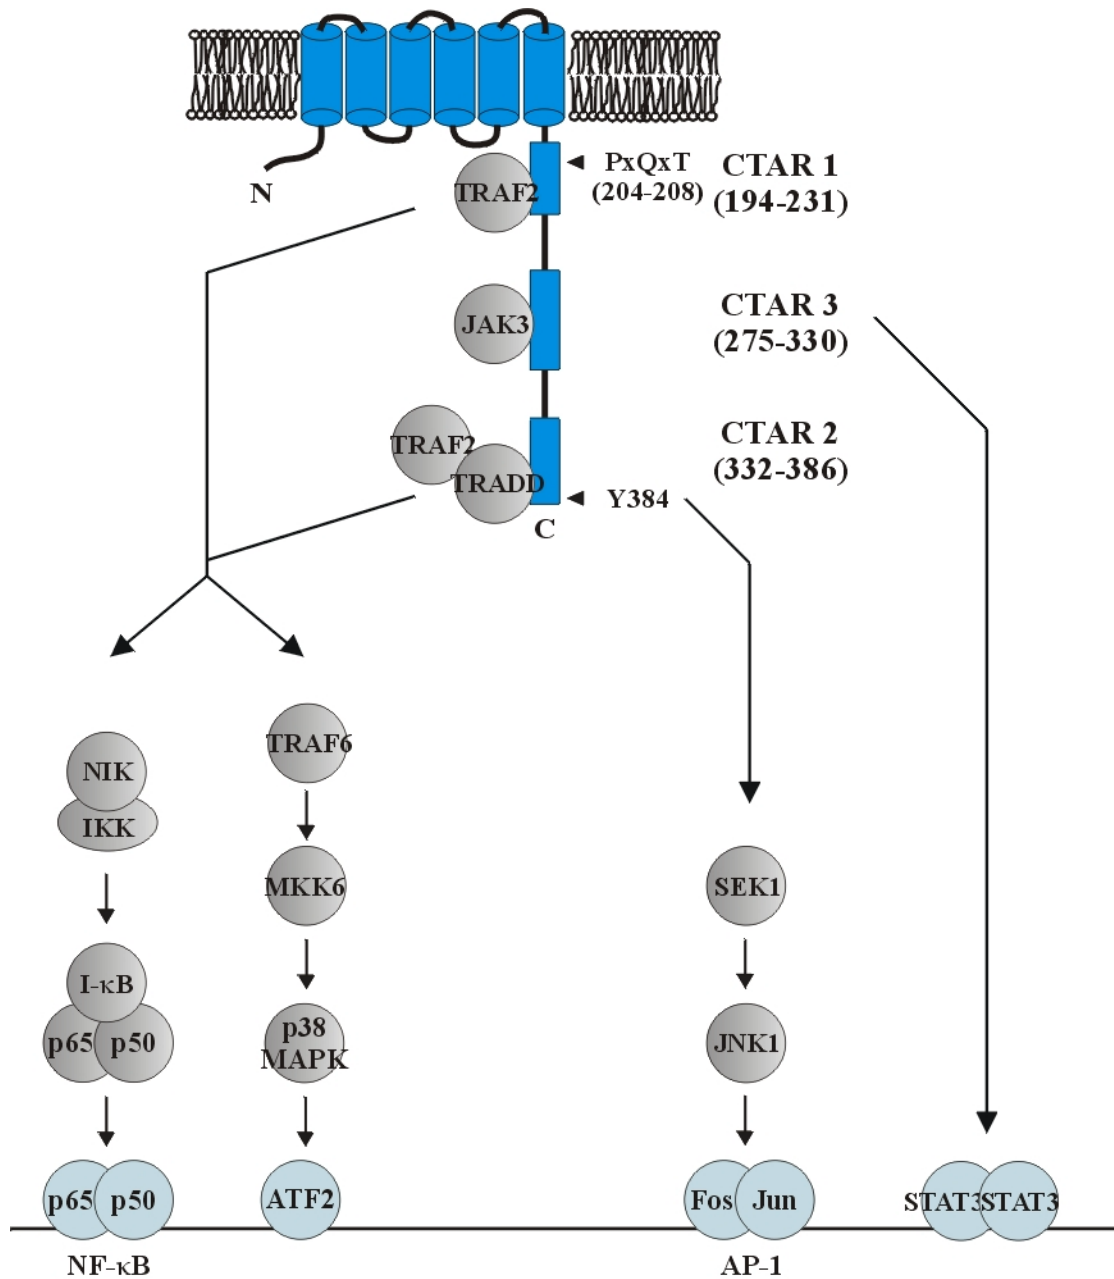 N
TRAF2
PxQxT
(204-208)
CTAR 1
(194-231)
JAK3
CTAR 3
(275-330)
TRAF2
TRADD
CTAR 2
(332-386)
Y384
C
NIK
IKK
I-κB
p65
p50
p65
p50
NF-κB
TRAF6
MKK6
p38
MAPK
ATF2
SEK1
JNK1
Fos
Jun
AP-1
STAT3
STAT3